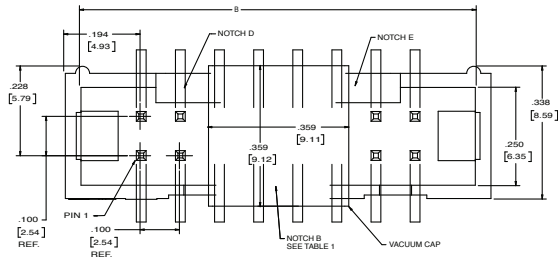 B
.194
[4.93]
NOTCH D
NOTCH E
.228
[5.79]
.338
[8.59]
.359
[9.11]
.359
[9.12]
.250
[6.35]
.100
[2.54]
REF.
PIN 1
.100
[2.54]
REF.
NOTCH B
SEE TABLE 1
VACUUM CAP